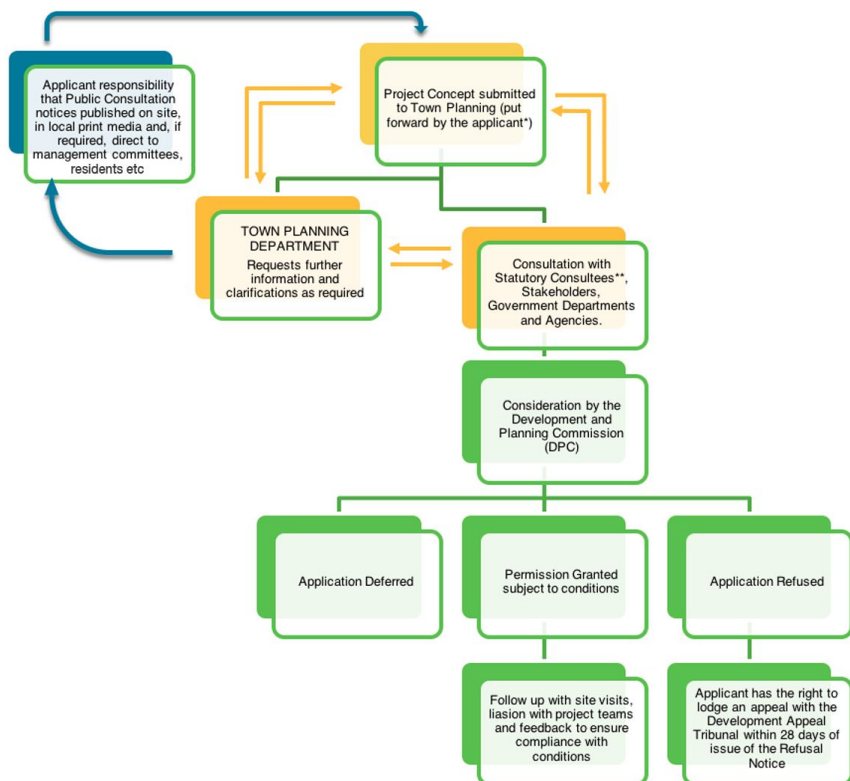 Applicant responsibility
that Public Consultation
notices published on site,
in local print media and, if
required, direct to
management committees,
residents etc
Project Concept submitted
to Town Planning (put
forward by the applicant*)
TOWN PLANNING
DEPARTMENT
Requests further
information and
clarifications as required
Consultation with
Statutory Consultees**,
Stakeholders,
Government Departments
and Agencies.
Consideration by the
Development and
Planning Commission
(DPC)
Application Deferred
Permission Granted
subject to conditions
Application Refused
Follow up with site visits,
liasion with project teams
and feedback to ensure
compliance with
conditions
Applicant has the right to
lodge an appeal with the
Development Appeal
Tribunal within 28 days of
issue of the Refusal
Notice